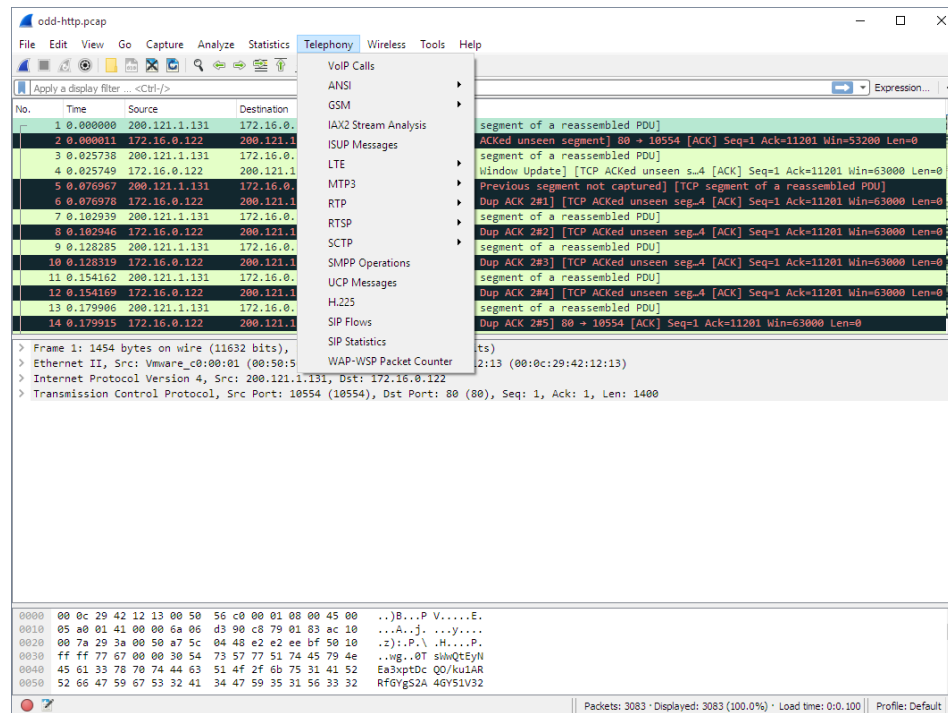 odd-http.pcap
File Edit View Go Capture Analyze Statistics Telephony Wireless Tools Help
Apply a display filter ... <Ctrl-/> Expression...
VoIP Calls
ANSI
GSM
IAX2 Stream Analysis
ISUP Messages
LTE
MTP3
RTP
RTSP
SCTP
SMPP Operations
UCP Messages
H.225
SIP Flows
SIP Statistics
WAP-WSP Packet Counter
No. Time Source Destination
1 0.000000 200.121.1.131 172.16.0. segment of a reassembled PDU]
2 0.000011 172.16.0.122 200.121.1 ACKed unseen segment] 80 → 10554 [ACK] Seq=1 Ack=11201 Win=53200 Len=0
3 0.025738 200.121.1.131 172.16.0. segment of a reassembled PDU]
4 0.025749 172.16.0.122 200.121.1 Window Update] [TCP ACKed unseen s…4 [ACK] Seq=1 Ack=11201 Win=63000 Len=0
5 0.076967 200.121.1.131 172.16.0. Previous segment not captured] [TCP segment of a reassembled PDU]
6 0.076978 172.16.0.122 200.121.1 Dup ACK 2#1] [TCP ACKed unseen seg…4 [ACK] Seq=1 Ack=11201 Win=63000 Len=0
7 0.102939 200.121.1.131 172.16.0. segment of a reassembled PDU]
8 0.102946 172.16.0.122 200.121.1 Dup ACK 2#2] [TCP ACKed unseen seg…4 [ACK] Seq=1 Ack=11201 Win=63000 Len=0
9 0.128285 200.121.1.131 172.16.0. segment of a reassembled PDU]
10 0.128319 172.16.0.122 200.121.1 Dup ACK 2#3] [TCP ACKed unseen seg…4 [ACK] Seq=1 Ack=11201 Win=63000 Len=0
11 0.154162 200.121.1.131 172.16.0. segment of a reassembled PDU]
12 0.154169 172.16.0.122 200.121.1 Dup ACK 2#4] [TCP ACKed unseen seg…4 [ACK] Seq=1 Ack=11201 Win=63000 Len=0
13 0.179906 200.121.1.131 172.16.0. segment of a reassembled PDU]
14 0.179915 172.16.0.122 200.121.1 Dup ACK 2#5] 80 → 10554 [ACK] Seq=1 Ack=11201 Win=63000 Len=0
Frame 1: 1454 bytes on wire (11632 bits), ts)
Ethernet II, Src: Vmware_c0:00:01 (00:50:5 2:13 (00:0c:29:42:12:13)
Internet Protocol Version 4, Src: 200.121.1.131, Dst: 172.16.0.122
Transmission Control Protocol, Src Port: 10554 (10554), Dst Port: 80 (80), Seq: 1, Ack: 1, Len: 1400
0000 00 0c 29 42 12 13 00 50 56 c0 00 01 08 00 45 00 ..)B...P V.....E.
0010 05 a0 01 41 00 00 6a 06 d3 90 c8 79 01 83 ac 10 ...A..j. ...y....
0020 00 7a 29 3a 00 50 a7 5c 04 48 e2 e2 ee bf 50 10 .z):.P.\ .H....P.
0030 ff ff 77 67 00 00 30 54 73 57 77 51 74 45 79 4e ..wg..0T sWwQtEyN
0040 45 61 33 78 70 74 44 63 51 4f 2f 6b 75 31 41 52 Ea3xptDc QO/ku1AR
0050 52 66 47 59 67 53 32 41 34 47 59 35 31 56 33 32 RfGYgS2A 4GY51V32
Packets: 3083 · Displayed: 3083 (100.0%) · Load time: 0:0.100 Profile: Default